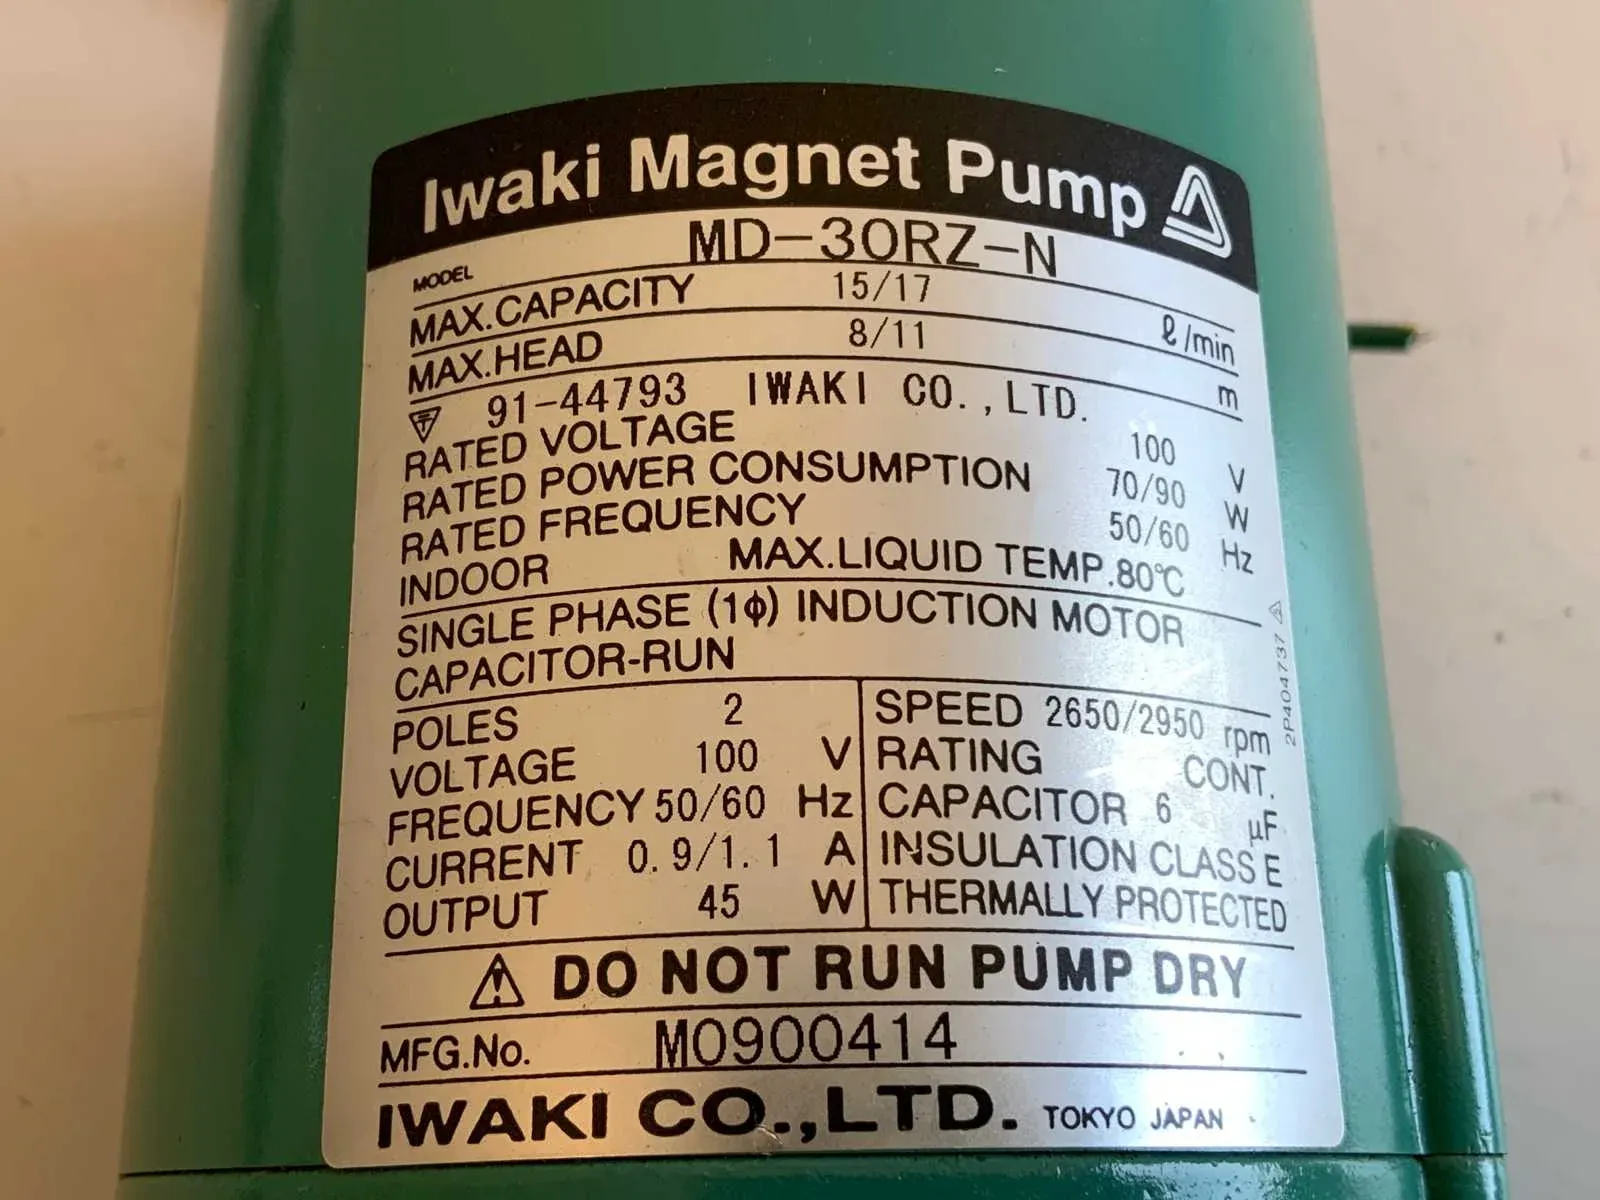 Iwaki Magnet Pump
MODEL MD-30RZ-N
MAX.CAPACITY 15/17 ℓ/min
MAX.HEAD 8/11 m
91-44793 IWAKI CO.,LTD.
RATED VOLTAGE 100 V
RATED POWER CONSUMPTION 70/90 W
RATED FREQUENCY 50/60 Hz
INDOOR MAX.LIQUID TEMP.80℃
SINGLE PHASE (1φ) INDUCTION MOTOR
CAPACITOR-RUN
POLES 2
VOLTAGE 100 V
FREQUENCY 50/60 Hz
CURRENT 0.9/1.1 A
OUTPUT 45 W
SPEED 2650/2950 rpm
RATING CONT.
CAPACITOR 6 μF
INSULATION CLASS E
THERMALLY PROTECTED
2P404737
DO NOT RUN PUMP DRY
MFG.No. M0900414
IWAKI CO.,LTD. TOKYO JAPAN